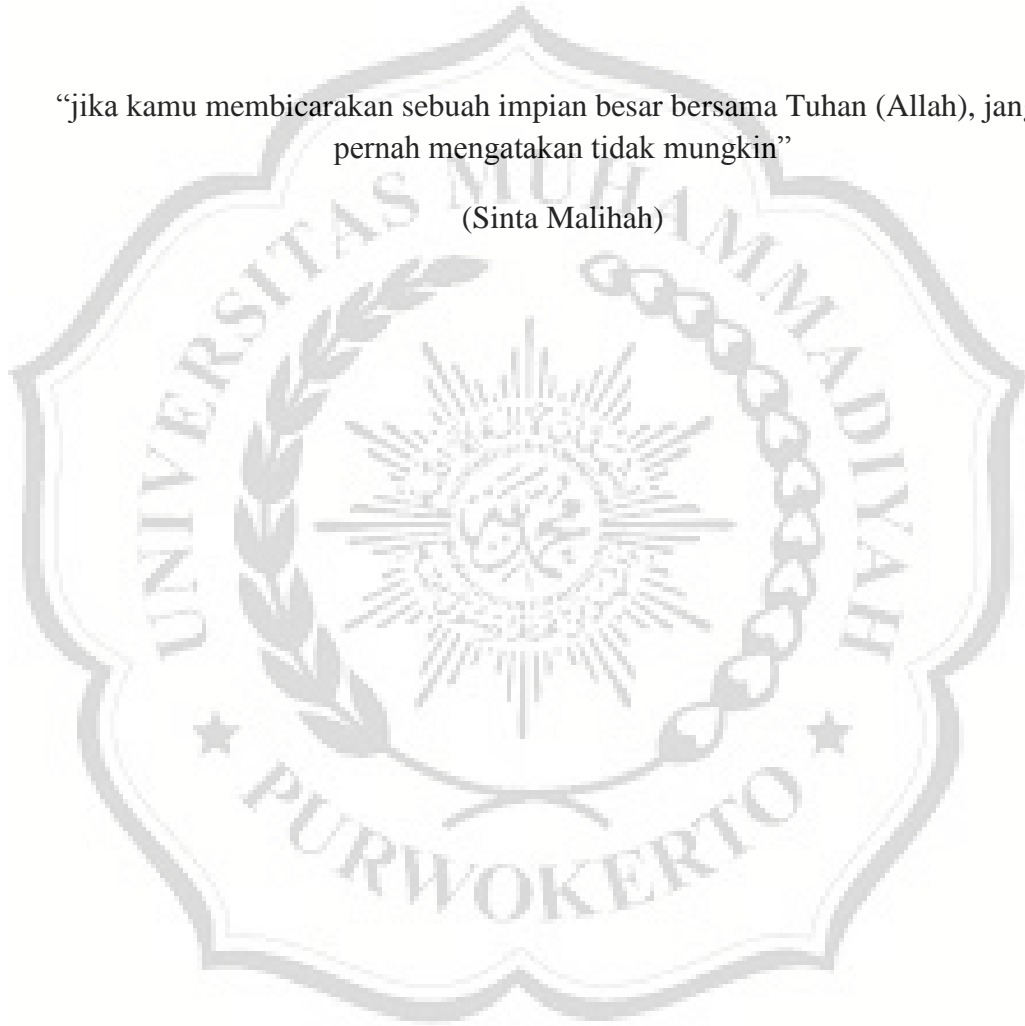 “jika kamu membicarakan sebuah impian besar bersama Tuhan (Allah),
pernah mengatakan tidak mungkin”
(Sinta Malihah)
UNIVERSITAS MUHAMMADIYAH
PURWOKERTO